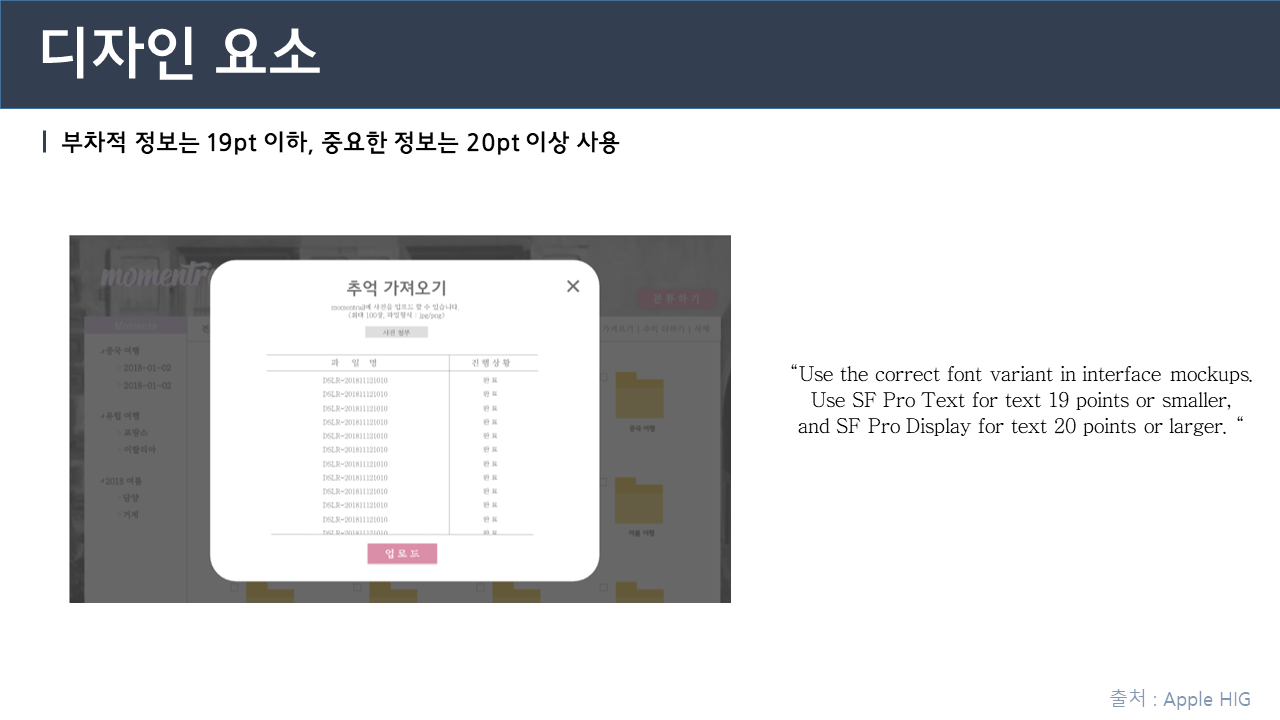 디자인 요소
부차적 정보는 19pt 이하, 중요한 정보는 20pt 이상 사용
추억 가져오기
momentrail에 사진을 업로드 할 수 있습니다.
(최대 100장, 파일형식 : jpg/png)
사진 첨부
파 일 명 진행상황
DSLR-201811121010 완료
DSLR-201811121010 완료
DSLR-201811121010 완료
DSLR-201811121010 완료
DSLR-201811121010 완료
DSLR-201811121010 완료
DSLR-201811121010 완료
DSLR-201811121010 완료
DSLR-201811121010 완료
DSLR-201811121010 완료
DSLR-201811121010 완료
DSLR-201811121010 완료
업로드
momentr
분류하기
Momentrail
가져오기 | 추억 더하기 | 삭제
중국 여행
2018-01-02
2018-01-02
유럽 여행
프랑스
이탈리아
2018 여름
담양
거제
중국 여행
여름 여행
“Use the correct font variant in interface mockups.
Use SF Pro Text for text 19 points or smaller,
and SF Pro Display for text 20 points or larger. “
출처 : Apple HIG